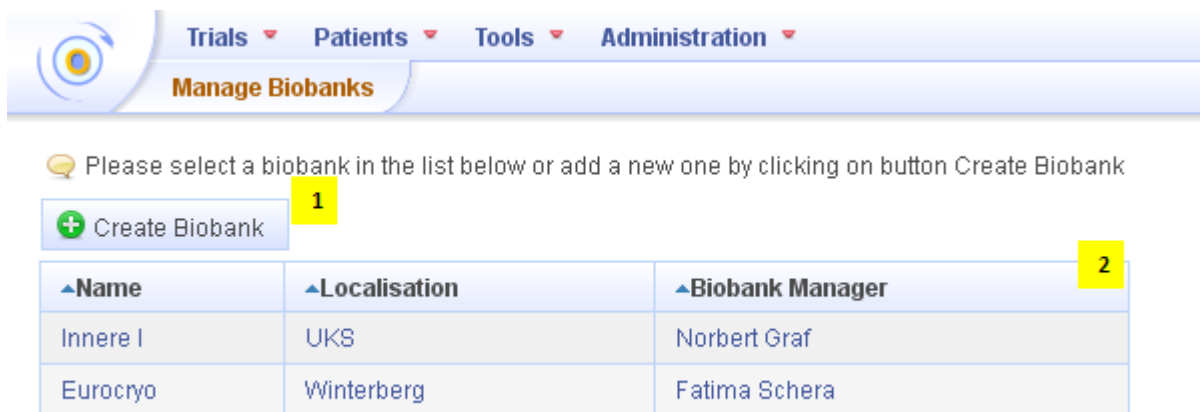 Trials Patients Tools Administration
Manage Biobanks
Please select a biobank in the list below or add a new one by clicking on button Create Biobank
1
Create Biobank
2
Name Localisation Biobank Manager
Innere I UKS Norbert Graf
Eurocryo Winterberg Fatima Schera